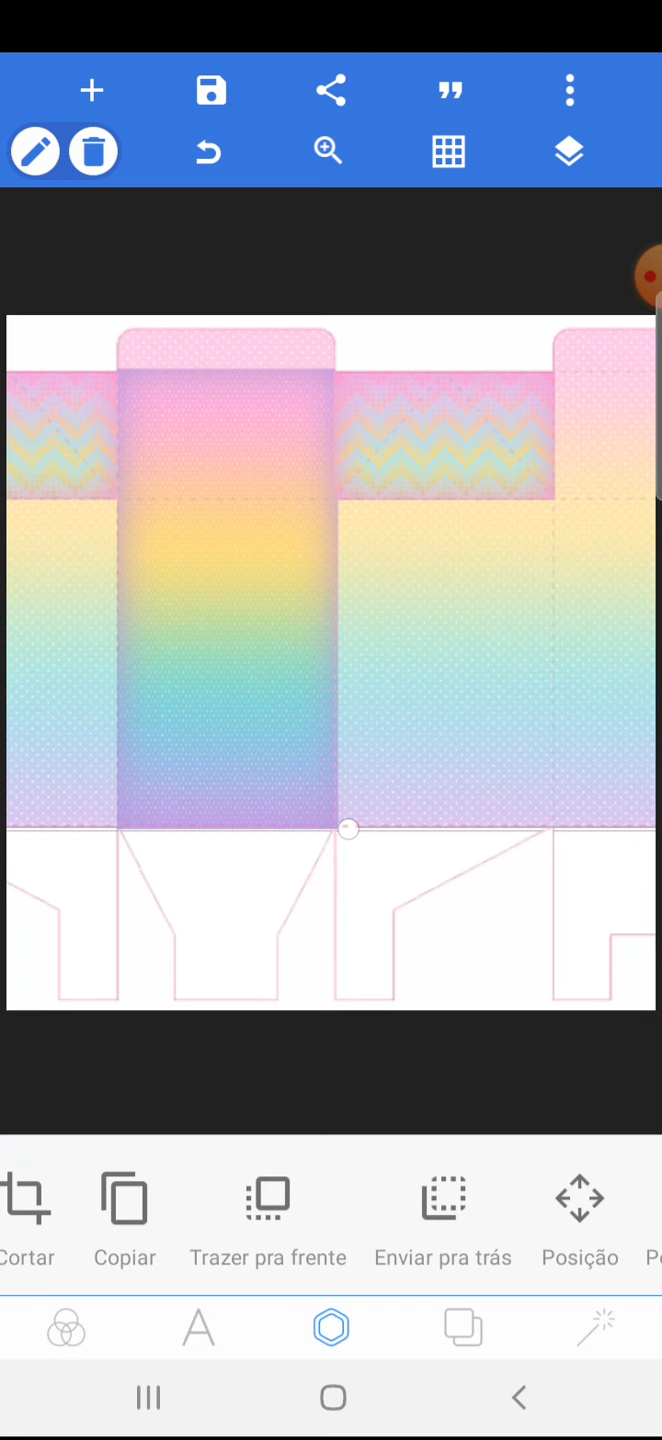 Cortar
Copiar
Trazer pra frente
Enviar pra trás
Posição